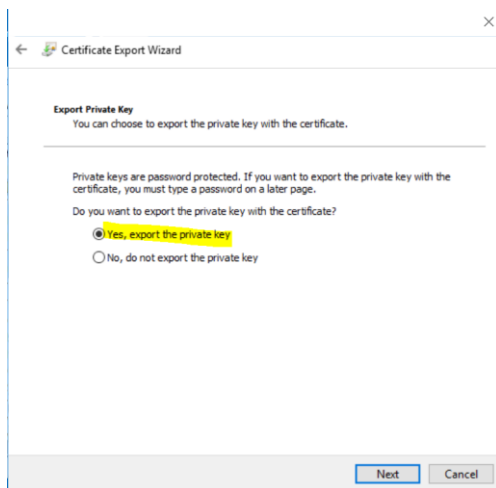 Certificate Export Wizard
Export Private Key
You can choose to export the private key with the certificate.
Private keys are password protected. If you want to export the private key with the
certificate, you must type a password on a later page.
Do you want to export the private key with the certificate?
Yes, export the private key
No, do not export the private key
Next Cancel